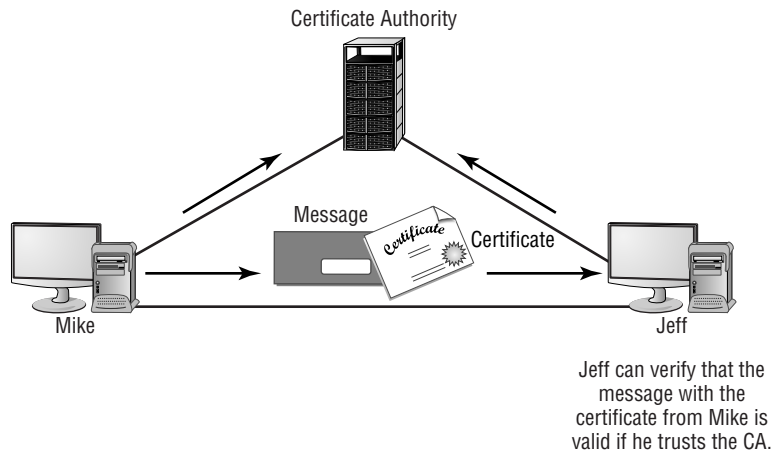 Certificate Authority
Message
Certificate
Certificate
Mike
Jeff
Jeff can verify that the
message with the
certificate from Mike is
valid if he trusts the CA.